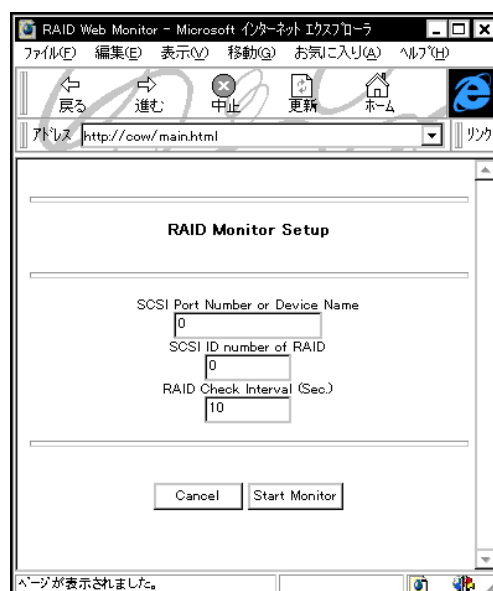 RAID Web Monitor - Microsoft インターネット エクスプローラ
ファイル(F) 編集(E) 表示(V) 移動(G) お気に入り(A) ヘルプ(H)
戻る 進む 中止 更新 ホーム
アドレス http://cow/main.html リンク
RAID Monitor Setup
SCSI Port Number or Device Name
0
SCSI ID number of RAID
0
RAID Check Interval (Sec.)
10
Cancel Start Monitor
ページが表示されました。